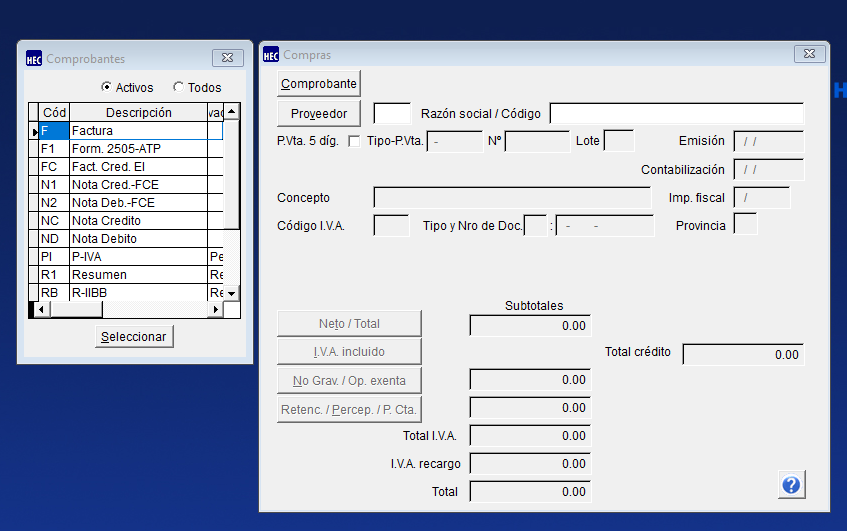 HEC Comprobantes
Activos Todos
Cód Descripción
F Factura
F1 Form. 2505-ATP
FC Fact. Cred. El
N1 Nota Cred.-FCE
N2 Nota Deb.-FCE
NC Nota Credito
ND Nota Debito
PI P-IVA Pe
R1 Resumen Re
RB R-IIBB Re
Seleccionar
HEC Compras
Comprobante
Proveedor Razón social / Código
P.Vta. 5 díg. Tipo-P.Vta. - Nº Lote Emisión / /
Contabilización / /
Concepto Imp. fiscal /
Código I.V.A. Tipo y Nro de Doc. : - - Provincia
Subtotales
Neto / Total 0.00
I.V.A. incluido Total crédito 0.00
No Grav. / Op. exenta 0.00
Retenc. / Percep. / P. Cta. 0.00
Total I.V.A. 0.00
I.V.A. recargo 0.00
Total 0.00
?